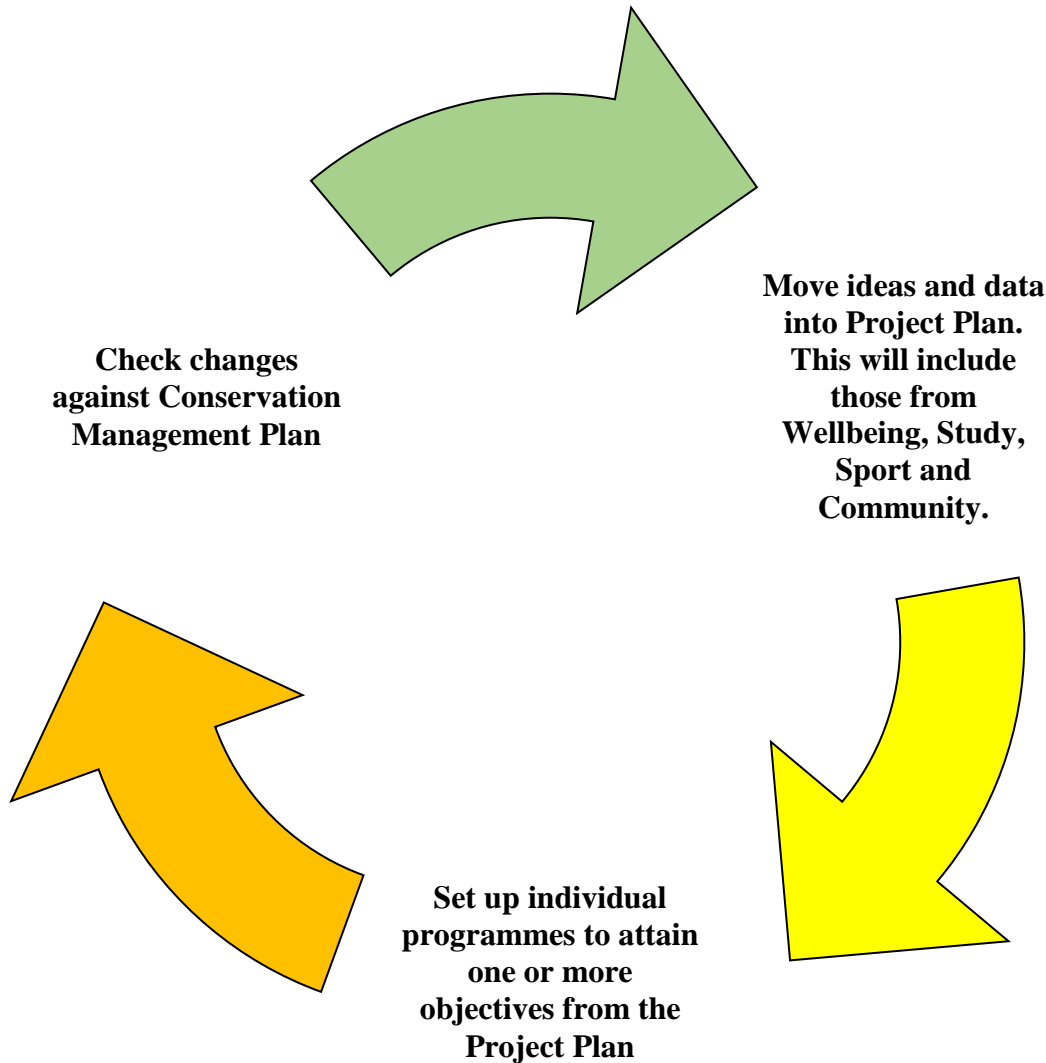 Check changes
against Conservation
Management Plan
Move ideas and data
into Project Plan.
This will include
those from
Wellbeing, Study,
Sport and
Community.
Set up individual
programmes to attain
one or more
objectives from the
Project Plan